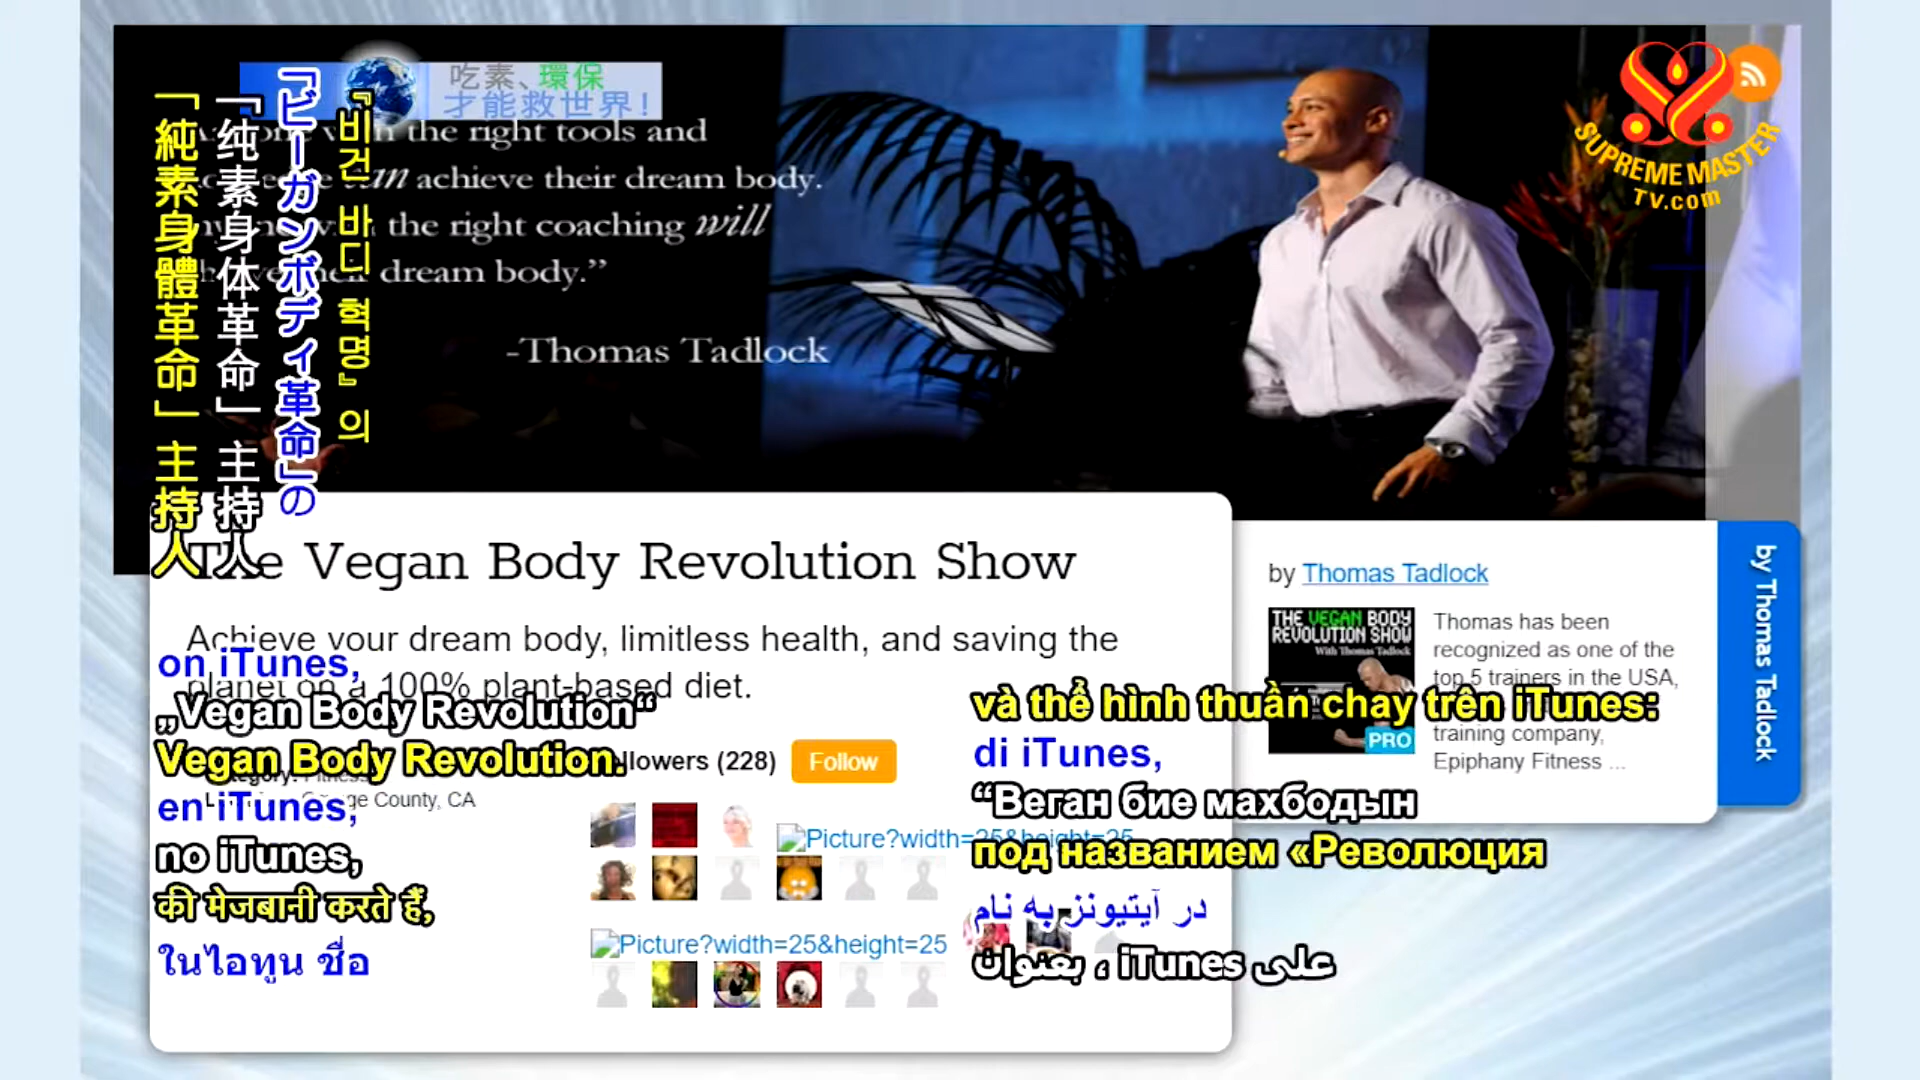 吃素、環保
才能救世界!
SUPREME MASTER
TV.com
the right tools and
achieve their dream body.
the right coaching will
dream body.”
-Thomas Tadlock
『비건 바디 혁명』의
「ビーガンボディ革命」の
「纯素身体革命」主持人
「純素身體革命」主持人
The Vegan Body Revolution Show
Achieve your dream body, limitless health, and saving the
planet on a 100% plant-based diet.
Followers (228)
Follow
County, CA
Picture?width=25&height=25
Picture?width=25&height=25
by Thomas Tadlock
THE VEGAN BODY
REVOLUTION SHOW
With Thomas Tadlock
PRO
Thomas has been
recognized as one of the
top 5 trainers in the USA,
training company,
Epiphany Fitness ...
by Thomas Tadlock
on iTunes,
„Vegan Body Revolution“
Vegan Body Revolution.
en iTunes,
no iTunes,
की मेजबानी करते हैं,
ในไอทูน ชื่อ
và thể hình thuần chay trên iTunes:
di iTunes,
“Веган бие махбодын
под названием «Революция
در آیتیونز به نام
على iTunes ، بعنوان